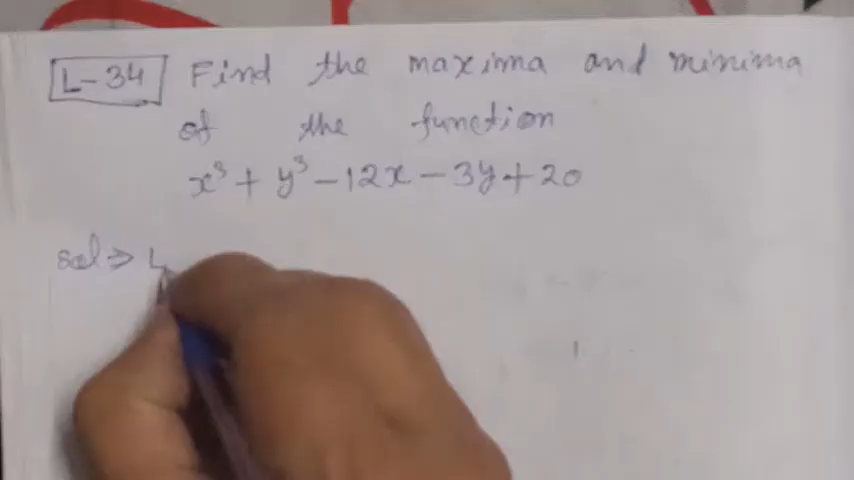 L-34 Find the maxima and minima
of the function
x³ + y³ - 12x - 3y + 20
sol ⇒ L